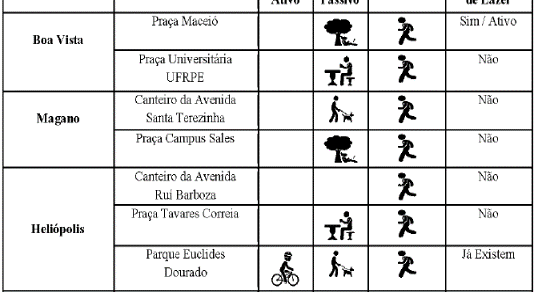 Ativo Passivo de Lazer
Boa Vista
Praça Maceió
Sim / Ativo
Praça Universitária
UFRPE
Não
Magano
Canteiro da Avenida
Santa Terezinha
Não
Praça Campus Sales
Não
Heliópolis
Canteiro da Avenida
Rui Barboza
Não
Praça Tavares Correia
Não
Parque Euclides
Dourado
Já Existem